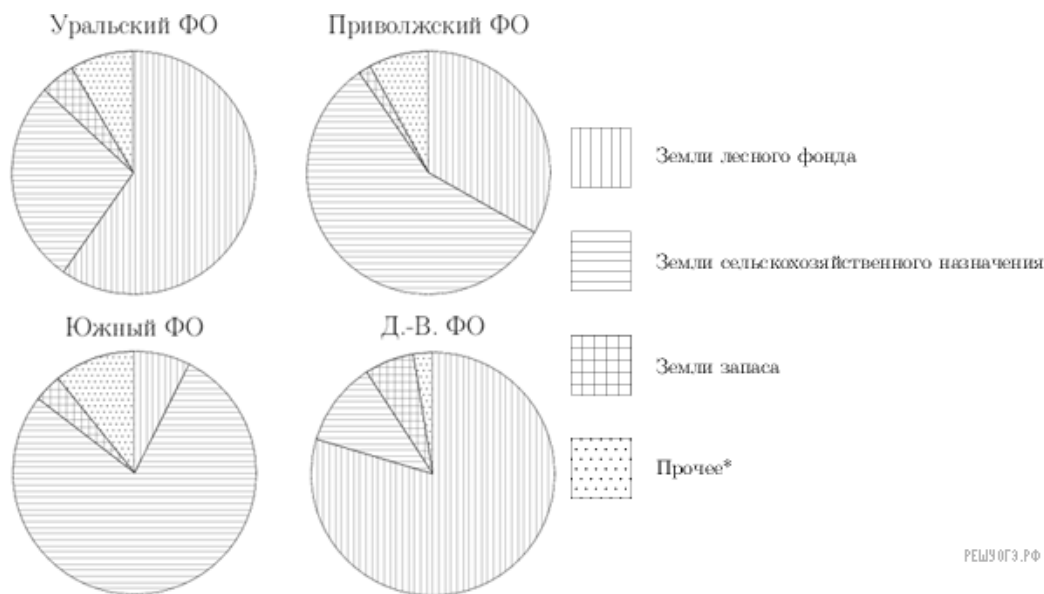 Уральский ФО
Приволжский ФО
Земли лесного фонда
Земли сельскохозяйственного назначения
Южный ФО
Д.-В. ФО
Земли запаса
Прочее*
РЕШУОГЭ.РФ